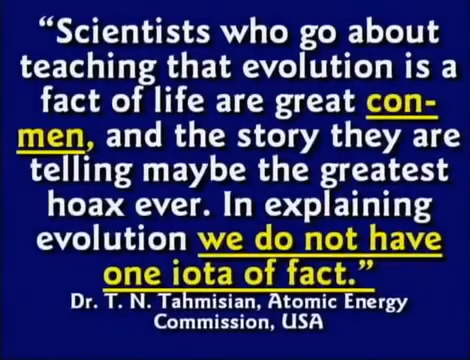 “Scientists who go about
teaching that evolution is a
fact of life are great con-
men, and the story they are
telling maybe the greatest
hoax ever. In explaining
evolution we do not have
one iota of fact.”
Dr. T. N. Tahmisian, Atomic Energy
Commission, USA